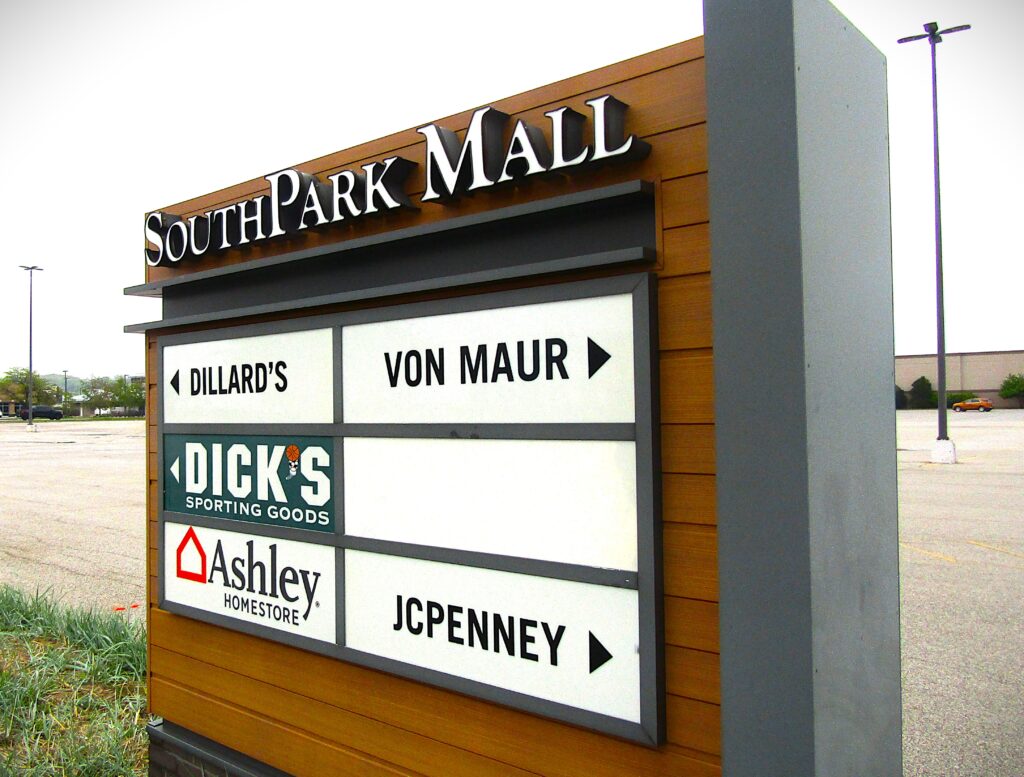 SOUTHPARK MALL
DILLARD'S
VON MAUR
DICK'S
SPORTING GOODS
Ashley
HOMESTORE
JCPENNEY